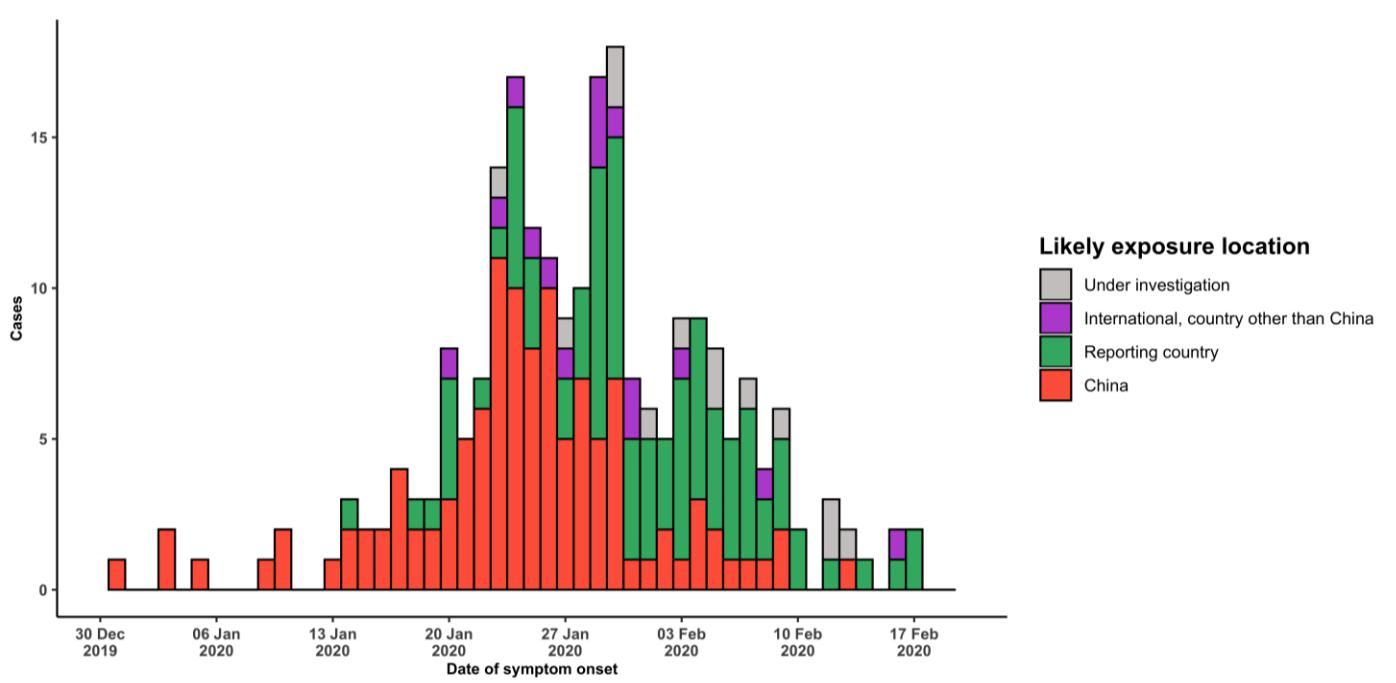 15
10
5
0
Cases
30 Dec
2019
06 Jan
2020
13 Jan
2020
20 Jan
2020
27 Jan
2020
03 Feb
2020
10 Feb
2020
17 Feb
2020
Date of symptom onset
Likely exposure location
Under investigation
International, country other than China
Reporting country
China